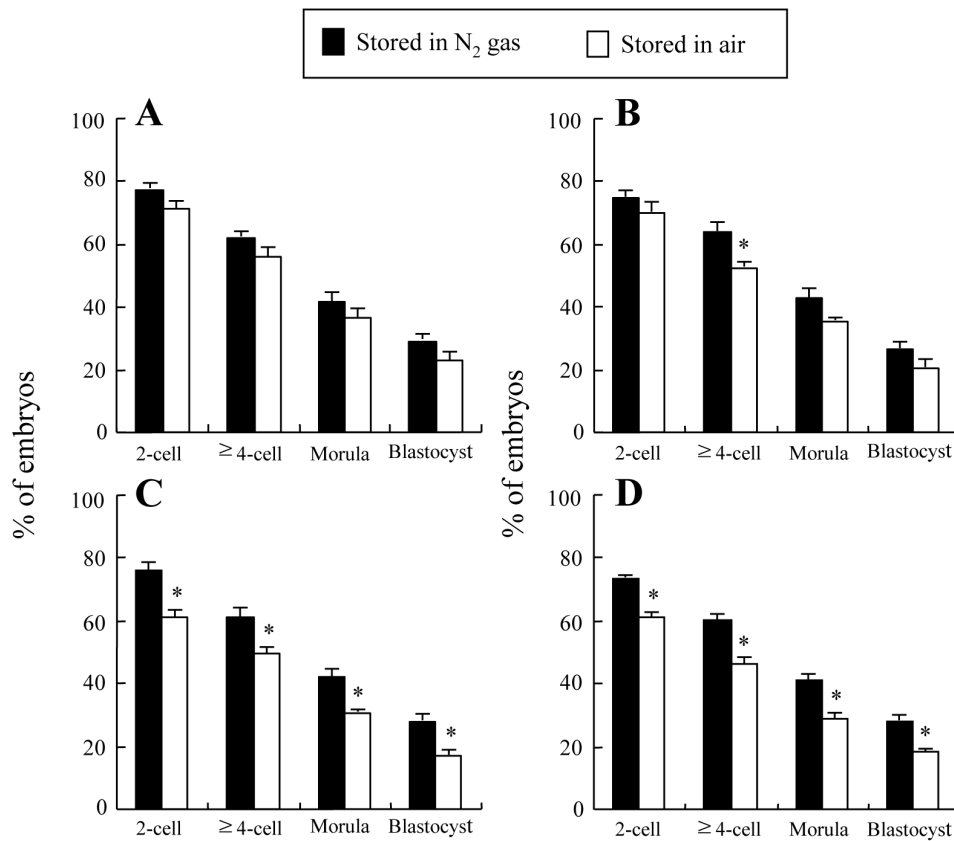 Stored in N₂ gas Stored in air
A
B
100
80
60
40
20
0
2-cell ≥ 4-cell Morula Blastocyst
100
80
60
40
20
0
2-cell ≥ 4-cell Morula Blastocyst
*
% of embryos
% of embryos
C
D
100
80
60
40
20
0
2-cell ≥ 4-cell Morula Blastocyst
* * * *
100
80
60
40
20
0
2-cell ≥ 4-cell Morula Blastocyst
* * * *